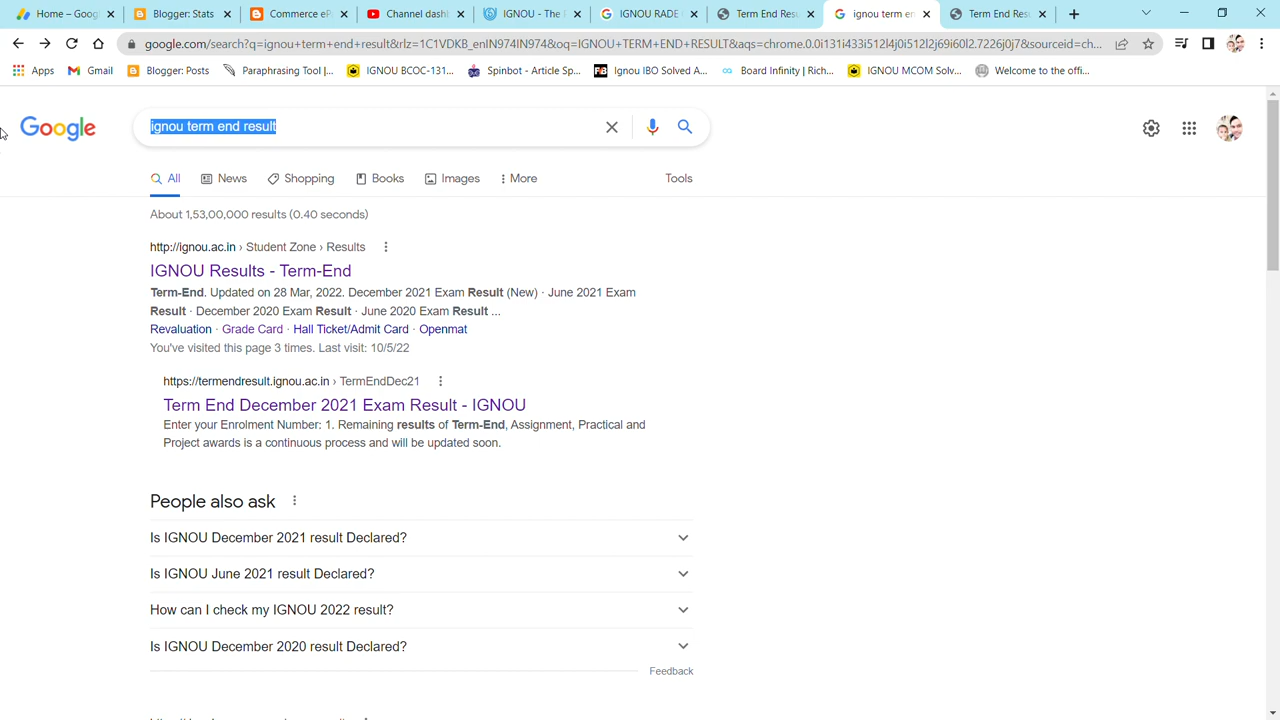 Home – Goog
Blogger: Stats
Commerce eP
Channel dash
IGNOU - The P
IGNOU RADE
Term End Resu
ignou term en
Term End Resu
google.com/search?q=ignou+term+end+result&rlz=1C1VDKB_enIN974IN974&oq=IGNOU+TERM+END+RESULT&aqs=chrome.0.0i131i433i512l4j0i512l2j69i60l2.7226j0j7&sourceid=ch...
Apps
Gmail
Blogger: Posts
Paraphrasing Tool |...
IGNOU BCOC-131...
Spinbot - Article Sp...
Ignou IBO Solved A...
Board Infinity | Rich...
IGNOU MCOM Solv...
Welcome to the offi...
Google
ignou term end result
All
News
Shopping
Books
Images
More
Tools
About 1,53,00,000 results (0.40 seconds)
http://ignou.ac.in › Student Zone › Results
IGNOU Results - Term-End
Term-End. Updated on 28 Mar, 2022. December 2021 Exam Result (New) · June 2021 Exam
Result · December 2020 Exam Result · June 2020 Exam Result ...
Revaluation · Grade Card · Hall Ticket/Admit Card · Openmat
You've visited this page 3 times. Last visit: 10/5/22
https://termendresult.ignou.ac.in › TermEndDec21
Term End December 2021 Exam Result - IGNOU
Enter your Enrolment Number: 1. Remaining results of Term-End, Assignment, Practical and
Project awards is a continuous process and will be updated soon.
People also ask
Is IGNOU December 2021 result Declared?
Is IGNOU June 2021 result Declared?
How can I check my IGNOU 2022 result?
Is IGNOU December 2020 result Declared?
Feedback